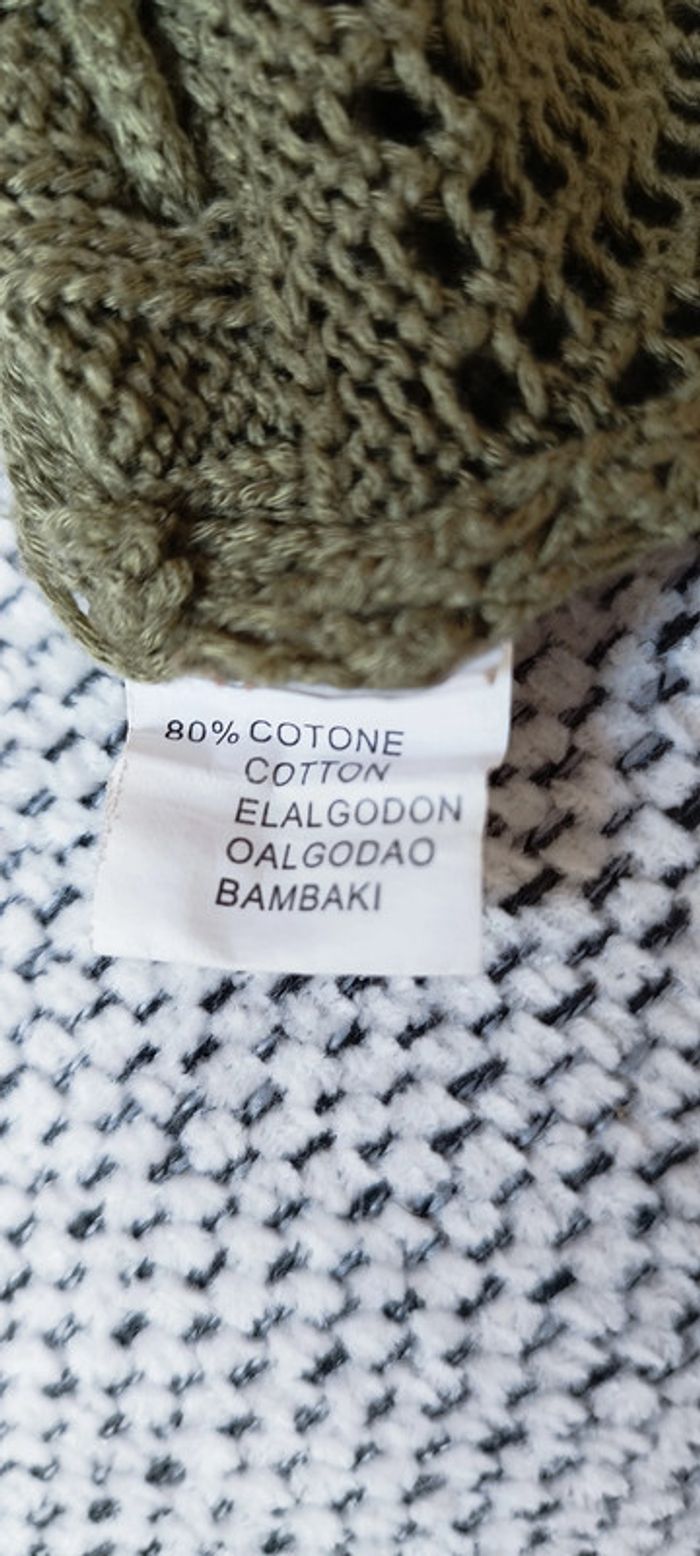 80% COTONE
COTTON
ELALGODON
OALGODAO
BAMBAKI